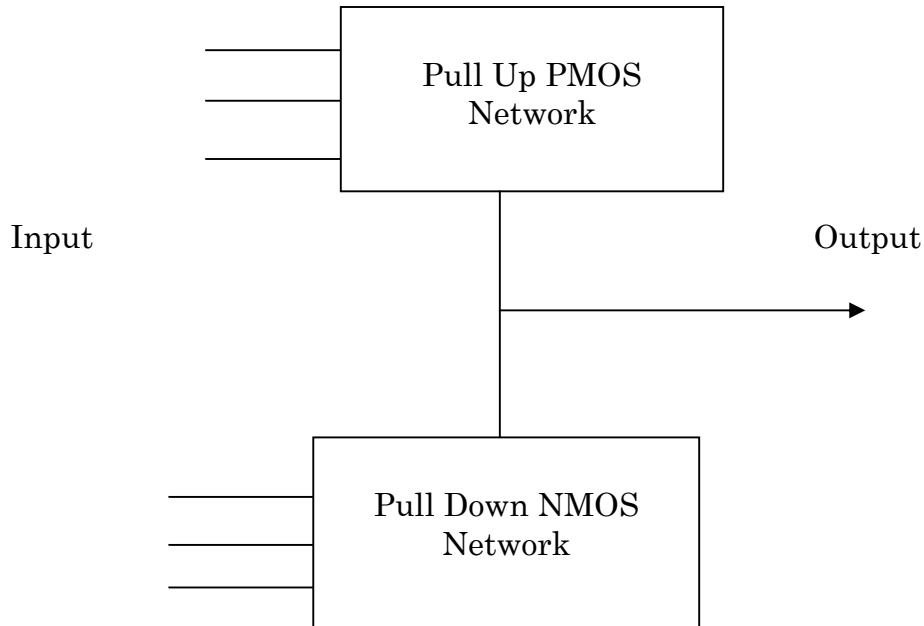 Pull Up PMOS
Network
Input
Output
Pull Down NMOS
Network